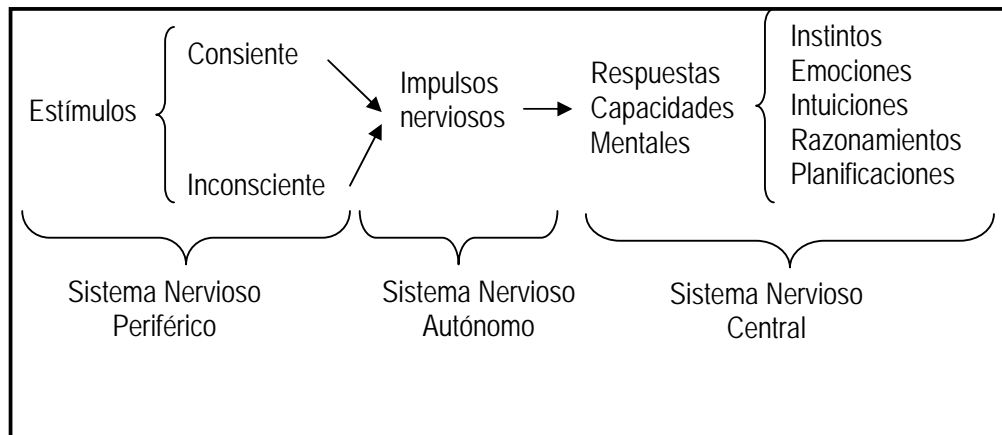 Estímulos
Consiente
Inconsciente
Impulsos
nerviosos
Respuestas
Capacidades
Mentales
Instintos
Emociones
Intuiciones
Razonamientos
Planificaciones
Sistema Nervioso
Periférico
Sistema Nervioso
Autónomo
Sistema Nervioso
Central